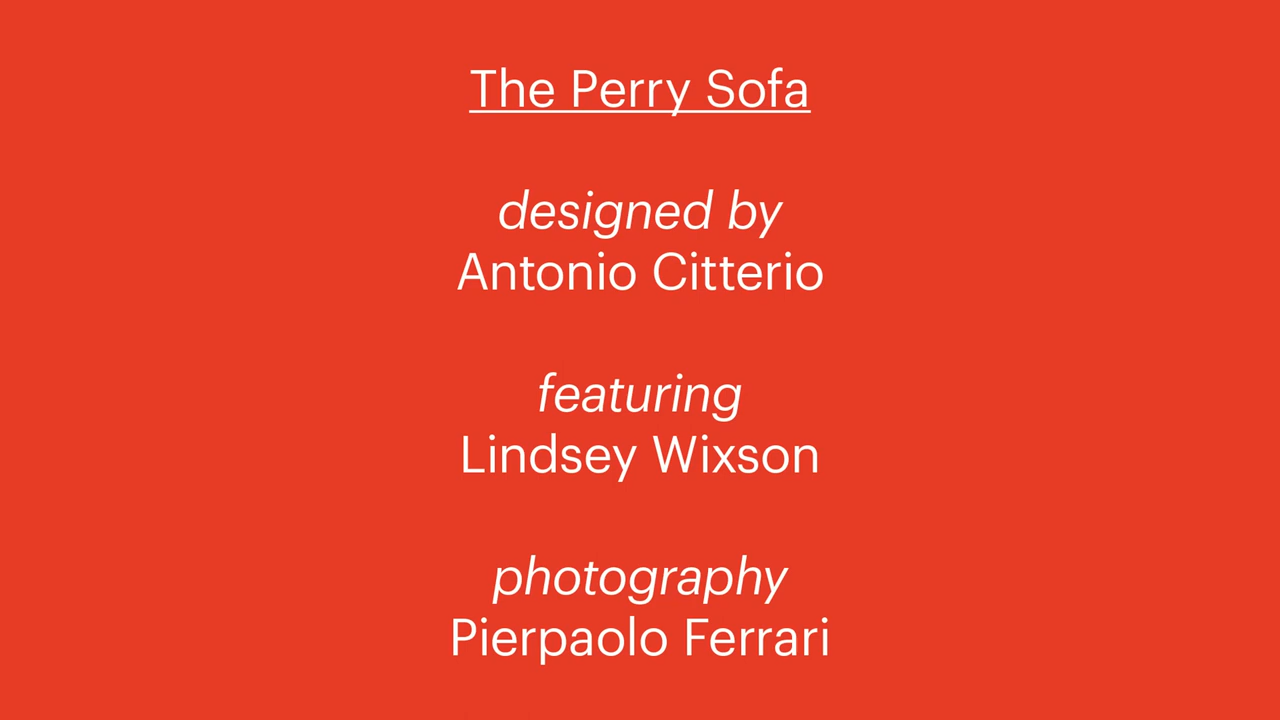 The Perry Sofa
designed by
Antonio Citterio
featuring
Lindsey Wixson
photography
Pierpaolo Ferrari